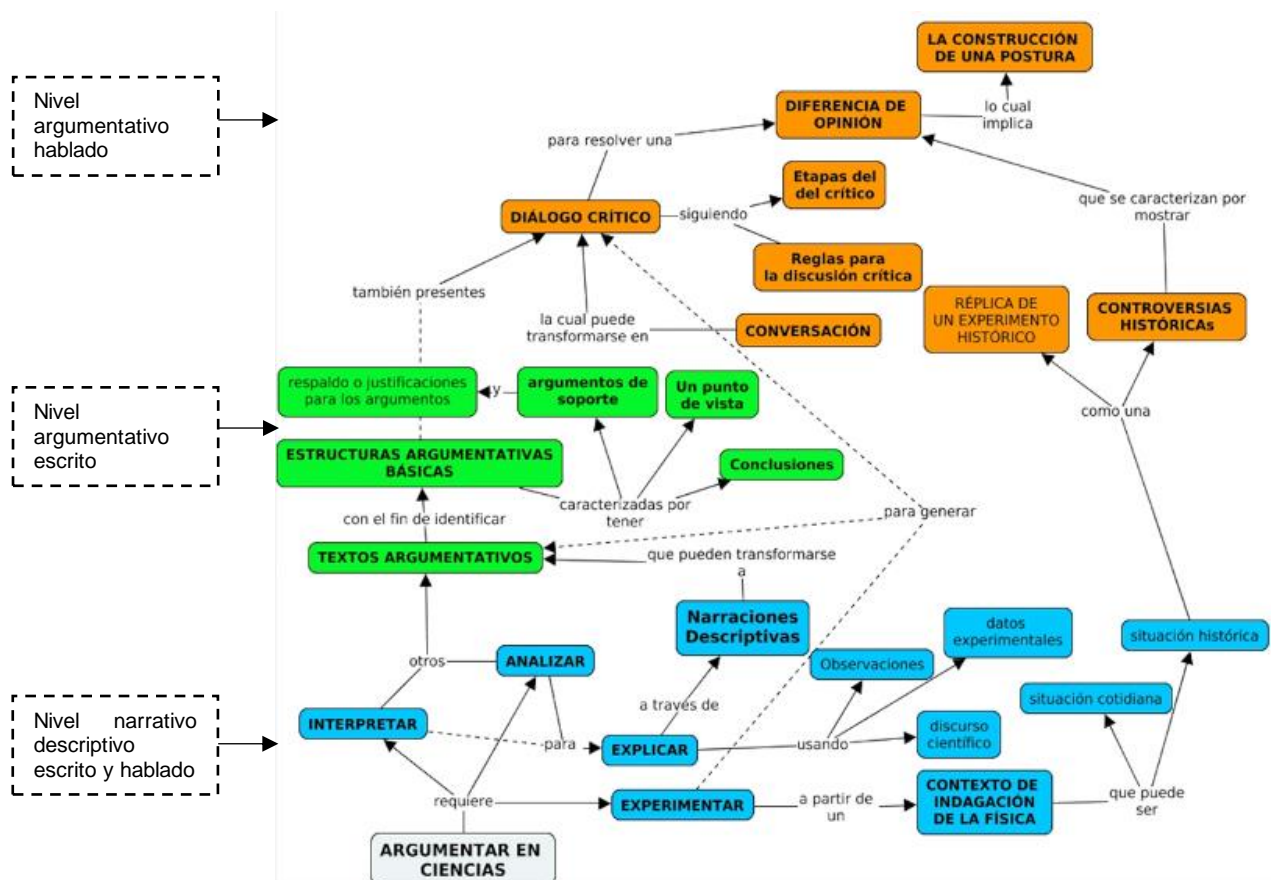 LA CONSTRUCCIÓN
DE UNA POSTURA
Nivel
argumentativo
hablado
DIFERENCIA DE
OPINIÓN
lo cual
implica
para resolver una
Etapas del
del crítico
que se caracterizan por
mostrar
DIÁLOGO CRÍTICO
siguiendo
Reglas para
la discusión crítica
también presentes
RÉPLICA DE
UN EXPERIMENTO
HISTÓRICO
CONTROVERSIAS
HISTÓRICAs
la cual puede
transformarse en
CONVERSACIÓN
Nivel
argumentativo
escrito
respaldo o justificaciones
para los argumentos
y
argumentos de
soporte
Un punto
de vista
como una
ESTRUCTURAS ARGUMENTATIVAS
BÁSICAS
Conclusiones
caracterizadas por
tener
con el fin de identificar
para generar
TEXTOS ARGUMENTATIVOS
que pueden transformarse
a
Narraciones
Descriptivas
datos
experimentales
situación histórica
otros
ANALIZAR
Observaciones
situación cotidiana
Nivel narrativo
descriptivo
escrito y hablado
INTERPRETAR
a través de
para
EXPLICAR
usando
discurso
científico
requiere
EXPERIMENTAR
a partir de
un
CONTEXTO DE
INDAGACIÓN
DE LA FÍSICA
que puede
ser
ARGUMENTAR EN
CIENCIAS